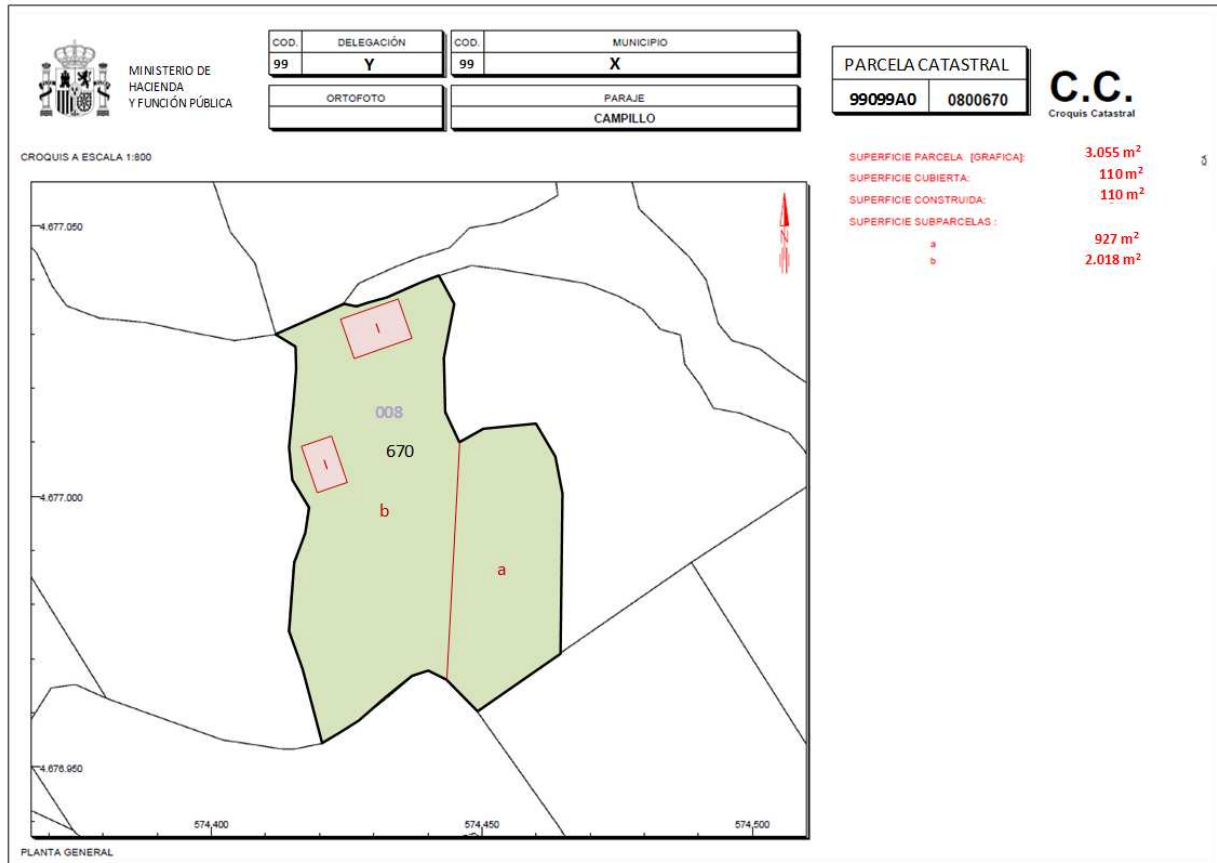 MINISTERIO DE
HACIENDA
Y FUNCIÓN PÚBLICA
COD. DELEGACIÓN
99 Y
COD. MUNICIPIO
99 X
ORTOFOTO
PARAJE
CAMPILLO
PARCELA CATASTRAL
99099A0 0800670
C.C.
Croquis Catastral
CROQUIS A ESCALA 1:800
SUPERFICIE PARCELA [GRAFICA]: 3.055 m²
SUPERFICIE CUBIERTA: 110 m²
SUPERFICIE CONSTRUIDA: 110 m²
SUPERFICIE SUBPARCELAS :
a 927 m²
b 2.018 m²
4.677.050
N
I
008
670
I
4.677.000
b
a
4.676.950
574,400 574,450 574,500
PLANTA GENERAL